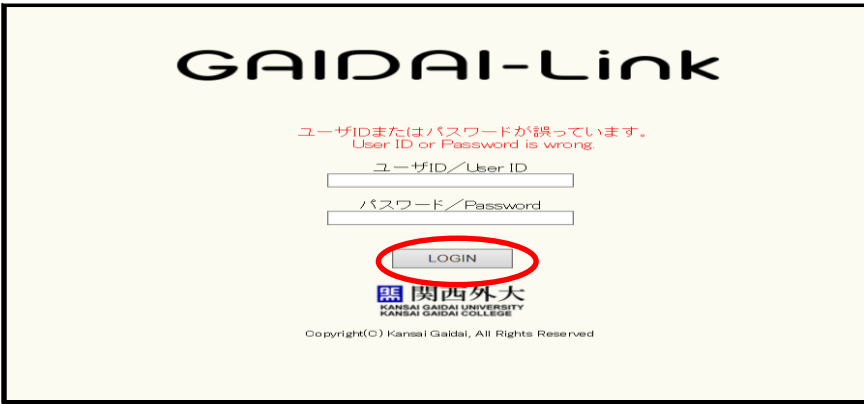 GAIDAI-Link
ユーザIDまたはパスワードが誤っています。
User ID or Password is wrong.
ユーザID／User ID
パスワード／Password
LOGIN
関西外大
KANSAI GAIDAI UNIVERSITY
KANSAI GAIDAI COLLEGE
Copyright(C) Kansai Gaidai, All Rights Reserved